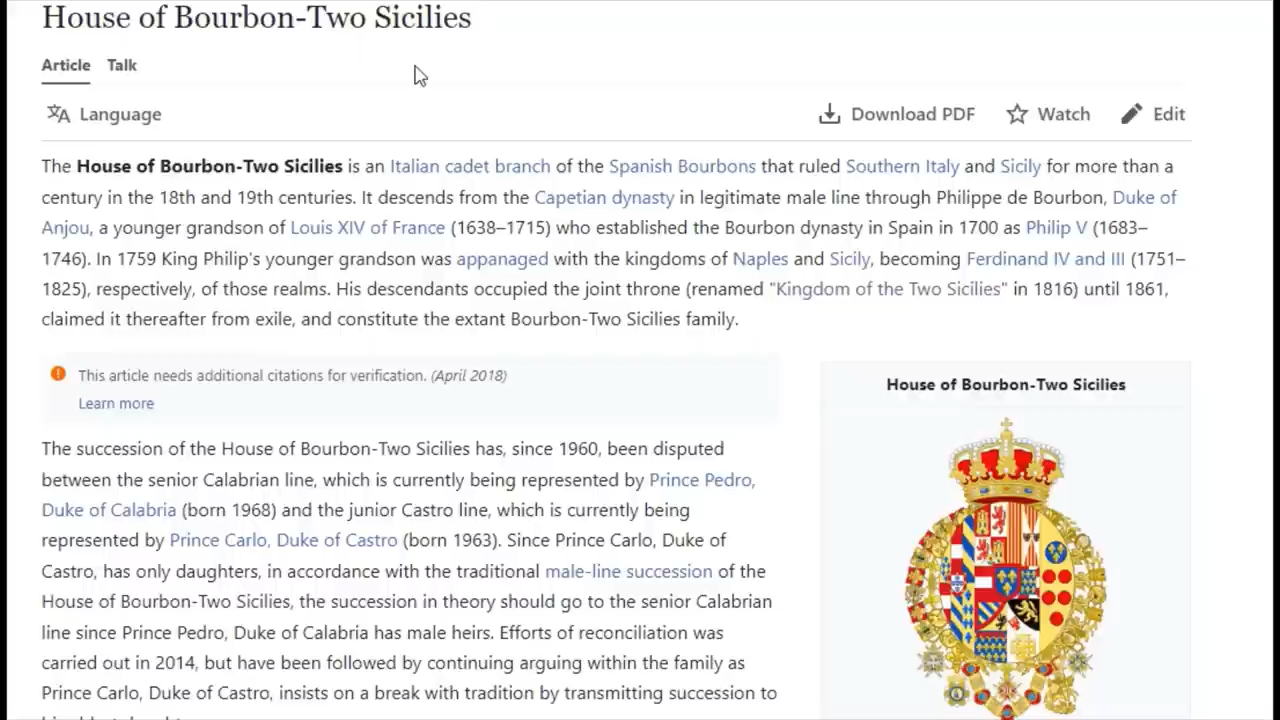 House of Bourbon-Two Sicilies
Article Talk
Language
Download PDF Watch Edit
The House of Bourbon-Two Sicilies is an Italian cadet branch of the Spanish Bourbons that ruled Southern Italy and Sicily for more than a
century in the 18th and 19th centuries. It descends from the Capetian dynasty in legitimate male line through Philippe de Bourbon, Duke of
Anjou, a younger grandson of Louis XIV of France (1638–1715) who established the Bourbon dynasty in Spain in 1700 as Philip V (1683–
1746). In 1759 King Philip's younger grandson was appanaged with the kingdoms of Naples and Sicily, becoming Ferdinand IV and III (1751–
1825), respectively, of those realms. His descendants occupied the joint throne (renamed "Kingdom of the Two Sicilies" in 1816) until 1861,
claimed it thereafter from exile, and constitute the extant Bourbon-Two Sicilies family.
This article needs additional citations for verification. (April 2018)
Learn more
House of Bourbon-Two Sicilies
The succession of the House of Bourbon-Two Sicilies has, since 1960, been disputed
between the senior Calabrian line, which is currently being represented by Prince Pedro,
Duke of Calabria (born 1968) and the junior Castro line, which is currently being
represented by Prince Carlo, Duke of Castro (born 1963). Since Prince Carlo, Duke of
Castro, has only daughters, in accordance with the traditional male-line succession of the
House of Bourbon-Two Sicilies, the succession in theory should go to the senior Calabrian
line since Prince Pedro, Duke of Calabria has male heirs. Efforts of reconciliation was
carried out in 2014, but have been followed by continuing arguing within the family as
Prince Carlo, Duke of Castro, insists on a break with tradition by transmitting succession to